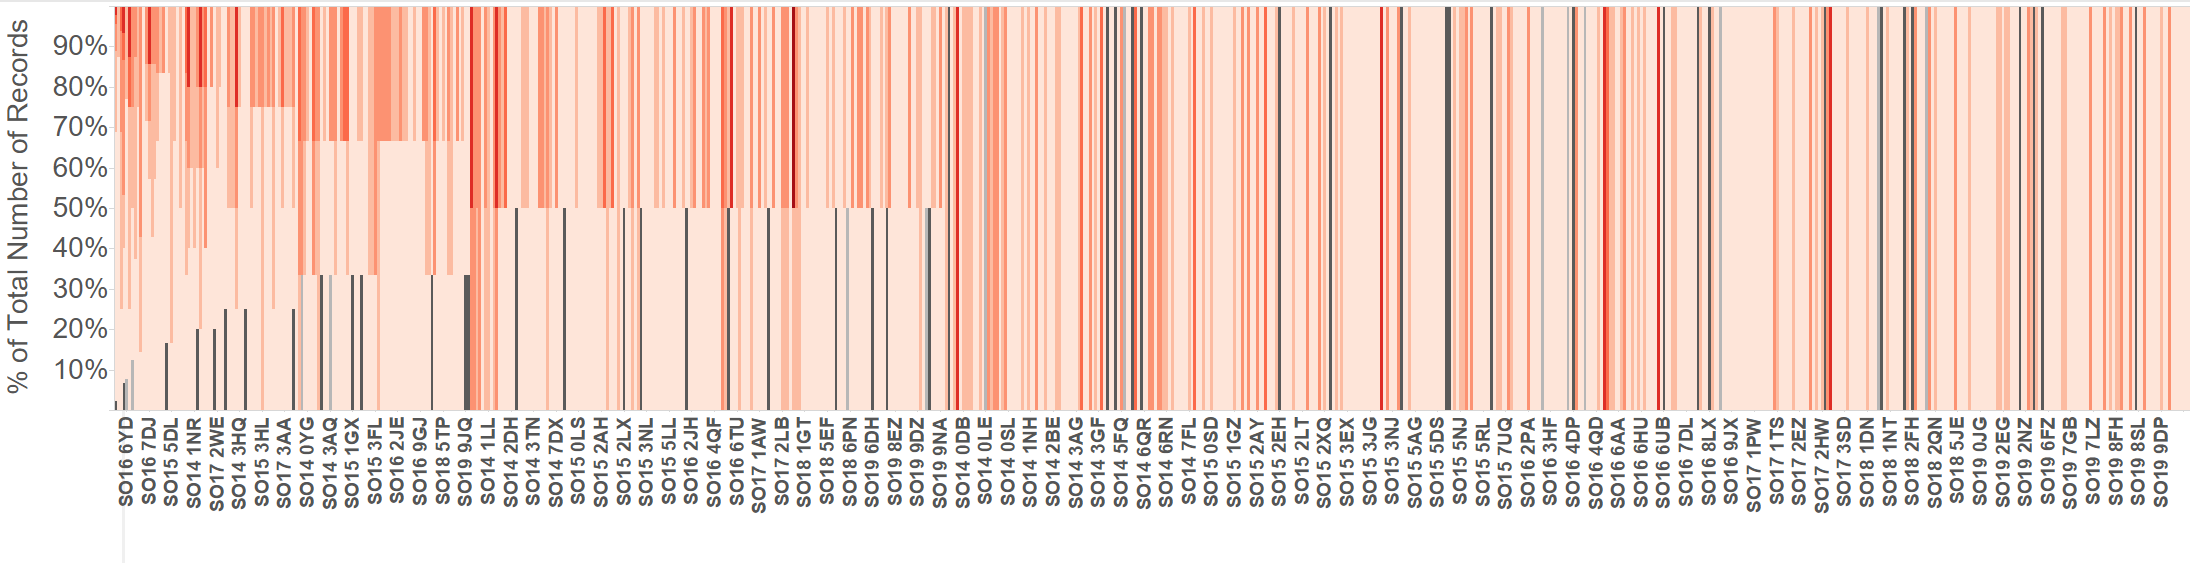 % of Total Number of Records
90%
80%
70%
60%
50%
40%
30%
20%
10%
SO16 6YD
SO16 7DJ
SO15 5DL
SO14 1NR
SO17 2WE
SO14 3HQ
SO15 3HL
SO17 3AA
SO14 0YG
SO14 3AQ
SO15 1GX
SO15 3FL
SO16 2JE
SO16 9GJ
SO18 5TP
SO19 9JQ
SO14 1LL
SO14 2DH
SO14 3TN
SO14 7DX
SO15 0LS
SO15 2AH
SO15 2LX
SO15 3NL
SO15 5LL
SO16 2JH
SO16 4QF
SO16 6TU
SO17 1AW
SO17 2LB
SO18 1GT
SO18 5EF
SO18 6PN
SO19 6DH
SO19 8EZ
SO19 9DZ
SO19 9NA
SO14 0DB
SO14 0LE
SO14 0SL
SO14 1NH
SO14 2BE
SO14 3AG
SO14 3GF
SO14 5FQ
SO14 6QR
SO14 6RN
SO14 7FL
SO15 0SD
SO15 1GZ
SO15 2AY
SO15 2EH
SO15 2LT
SO15 2XQ
SO15 3EX
SO15 3JG
SO15 3NJ
SO15 5AG
SO15 5DS
SO15 5NJ
SO15 5RL
SO15 7UQ
SO16 2PA
SO16 3HF
SO16 4DP
SO16 4QD
SO16 6AA
SO16 6HU
SO16 6UB
SO16 7DL
SO16 8LX
SO16 9JX
SO17 1PW
SO17 1TS
SO17 2EZ
SO17 2HW
SO17 3SD
SO18 1DN
SO18 1NT
SO18 2FH
SO18 2QN
SO18 5JE
SO19 0JG
SO19 2EG
SO19 2NZ
SO19 6FZ
SO19 7GB
SO19 7LZ
SO19 8FH
SO19 8SL
SO19 9DP